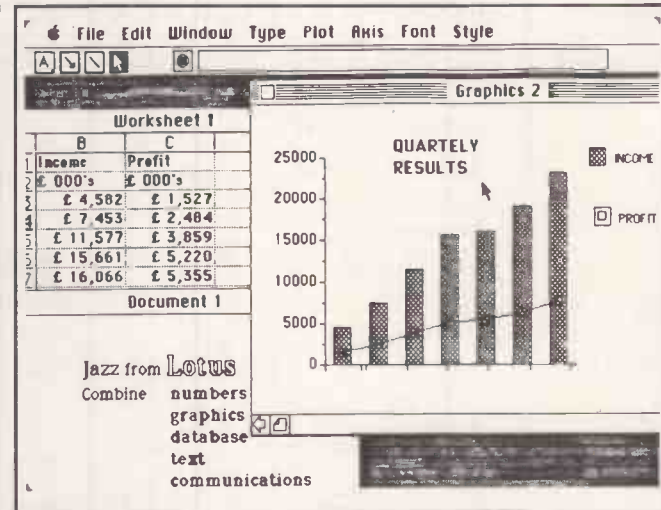 File Edit Window Type Plot Axis Font Style
A
Graphics 2
Worksheet 1
B C
1 Income Profit
2 £ 000's £ 000's
3 £ 4,582 £ 1,527
4 £ 7,453 £ 2,484
5 £ 11,577 £ 3,859
£ 15,661 £ 5,220
7 £ 16,066 £ 5,355
Document 1
Jazz from Lotus
Combine numbers
graphics
database
text
communications
QUARTELY
RESULTS
25000
20000
15000
10000
5000
0
INCOME
PROFIT